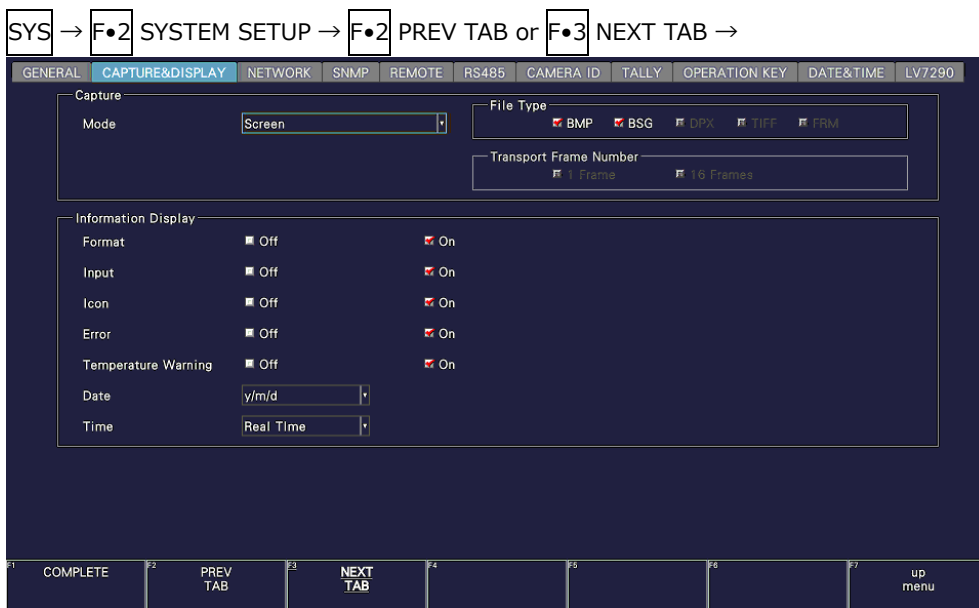 SYS → F•2 SYSTEM SETUP → F•2 PREV TAB or F•3 NEXT TAB →
GENERAL CAPTURE&DISPLAY NETWORK SNMP REMOTE RS485 CAMERA ID TALLY OPERATION KEY DATE&TIME LV7290
Capture
Mode Screen
File Type
BMP BSG DPX TIFF FRM
Transport Frame Number
1 Frame 16 Frames
Information Display
Format Off On
Input Off On
Icon Off On
Error Off On
Temperature Warning Off On
Date y/m/d
Time Real TIme
F1 COMPLETE F2 PREV TAB F3 NEXT TAB F4 F5 F6 F7 up menu